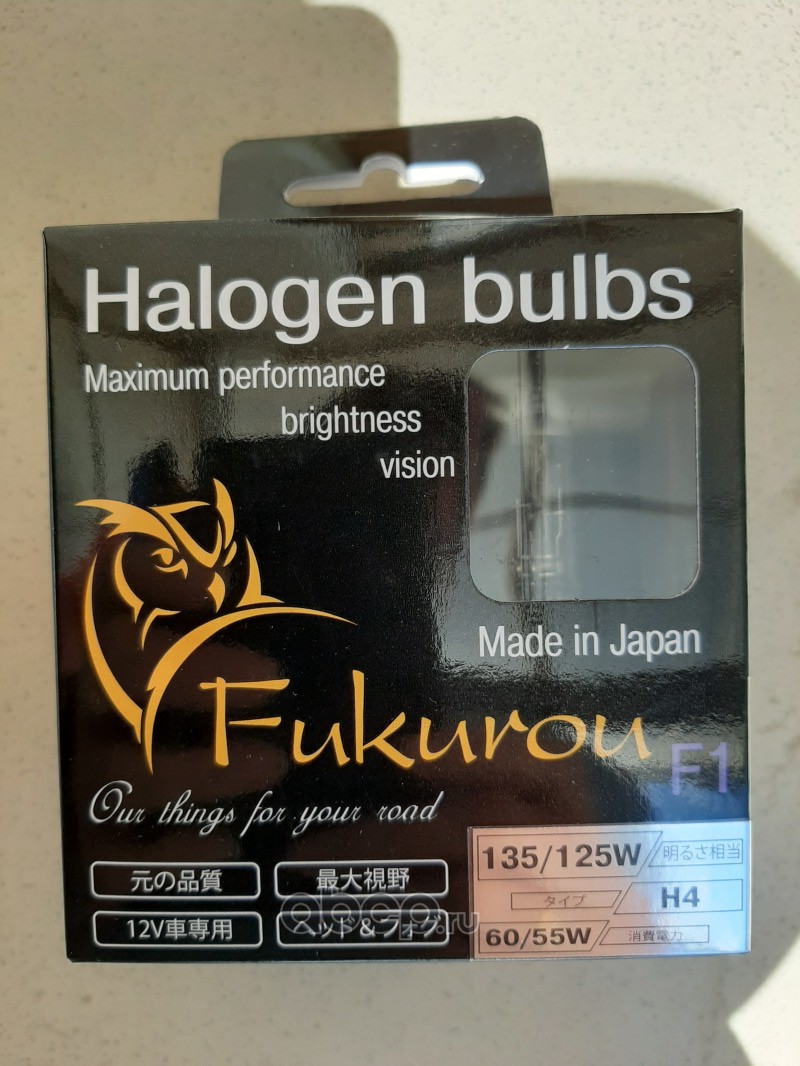 Halogen bulbs
Maximum performance
brightness
vision
Made in Japan
Fukurou
F1
Our things for your road
元の品質
最大視野
12V車専用
ヘッド&フォグ
135/125W 明るさ相当
タイプ H4
60/55W 消費電力
abcp.ru